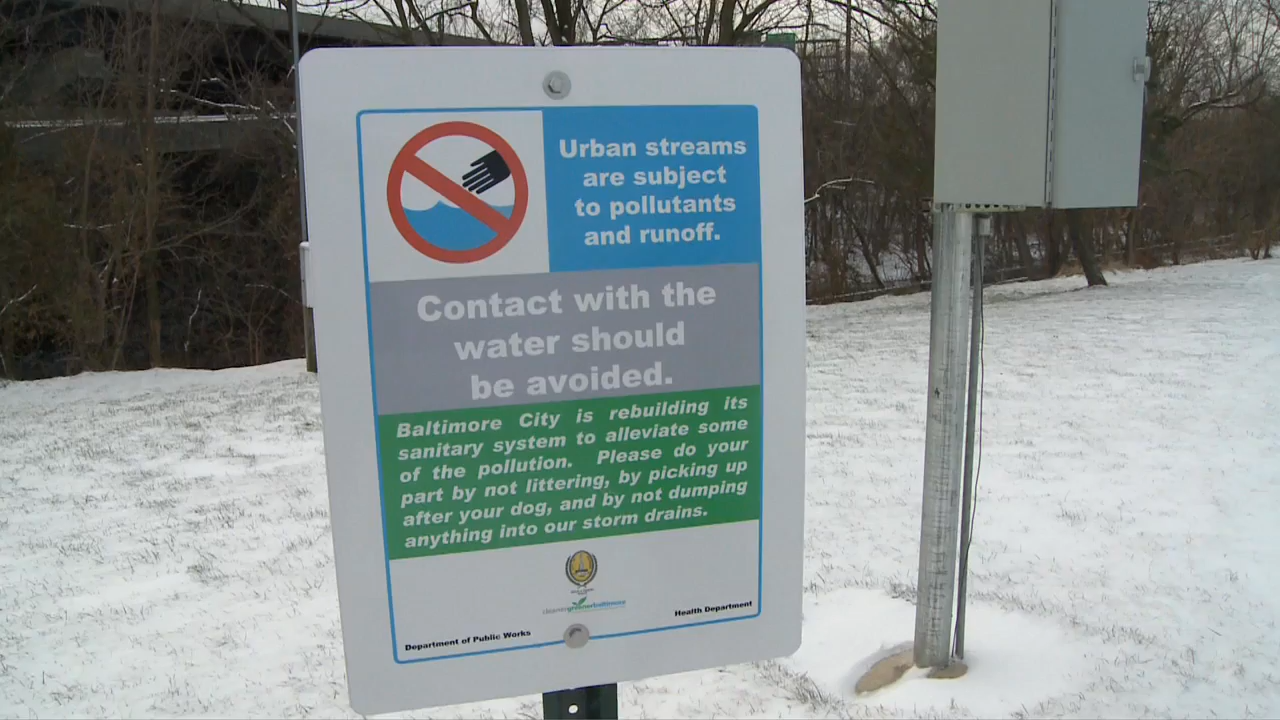 Urban streams
are subject
to pollutants
and runoff.
Contact with the
water should
be avoided.
Baltimore City is rebuilding its
sanitary system to alleviate some
of the pollution. Please do your
part by not littering, by picking up
after your dog, and by not dumping
anything into our storm drains.
cleanergreenerbaltimore
Department of Public Works
Health Department